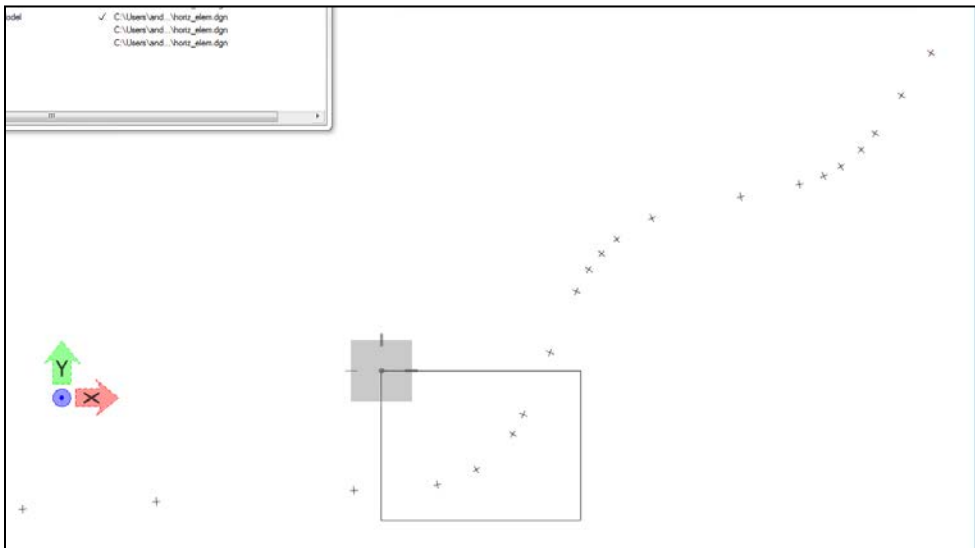 odel ✓ C:\Users\and...\horiz_elem.dgn
C:\Users\and...\horiz_elem.dgn
C:\Users\and...\horiz_elem.dgn
Y
X